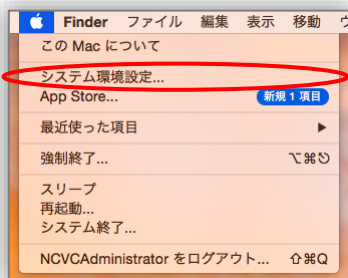 Finder ファイル 編集 表示 移動
この Mac について
システム環境設定...
App Store... 新規 1 項目
最近使った項目 ▶
強制終了... ⌥⌘⎋
スリープ
再起動...
システム終了...
NCVCAdministrator をログアウト... ⇧⌘Q